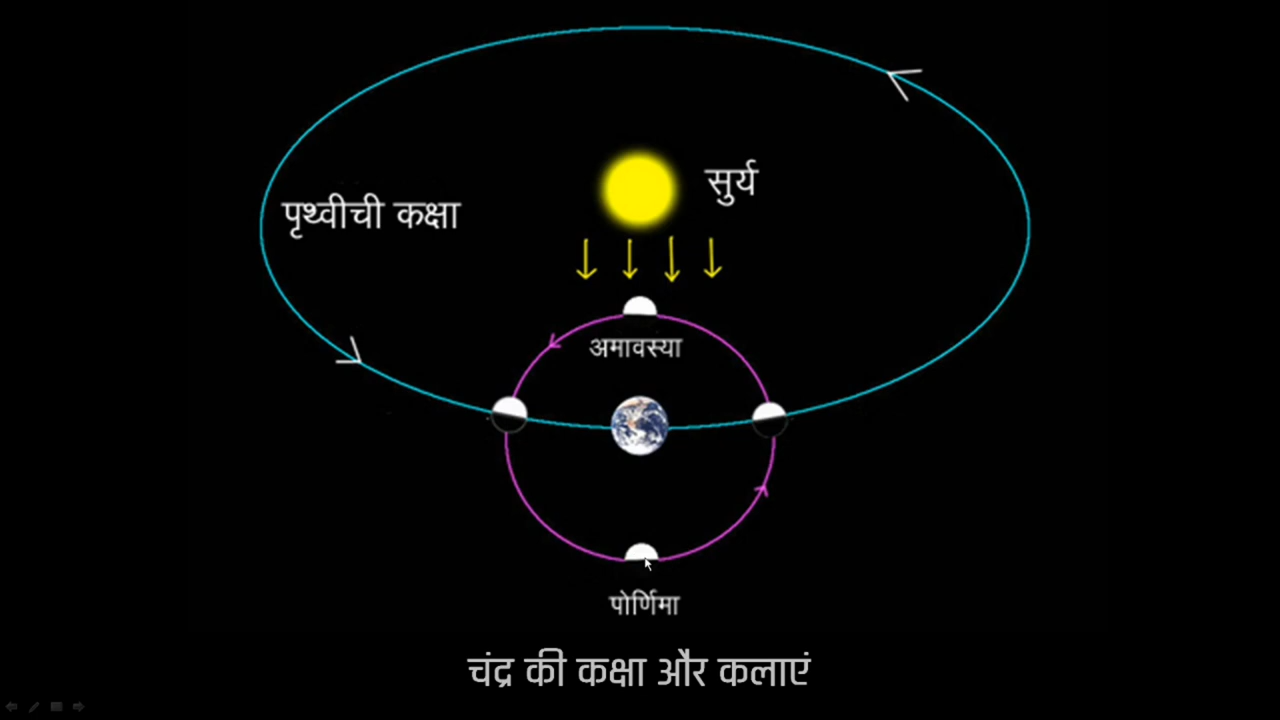 सुर्य
पृथ्वीची कक्षा
अमावस्या
पोर्णिमा
चंद्र की कक्षा और कलाएं